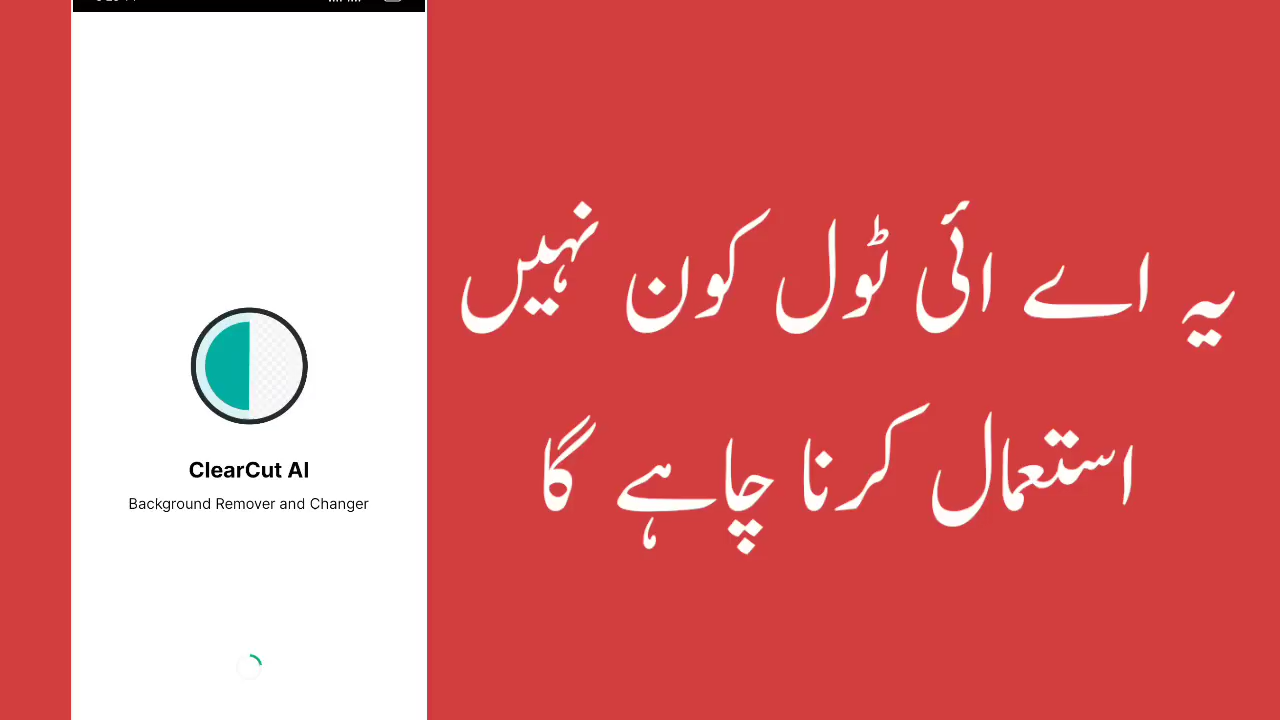 یہ اے ائی ٹول کون نہیں
استعمال کرنا چاہے گا
ClearCut AI
Background Remover and Changer